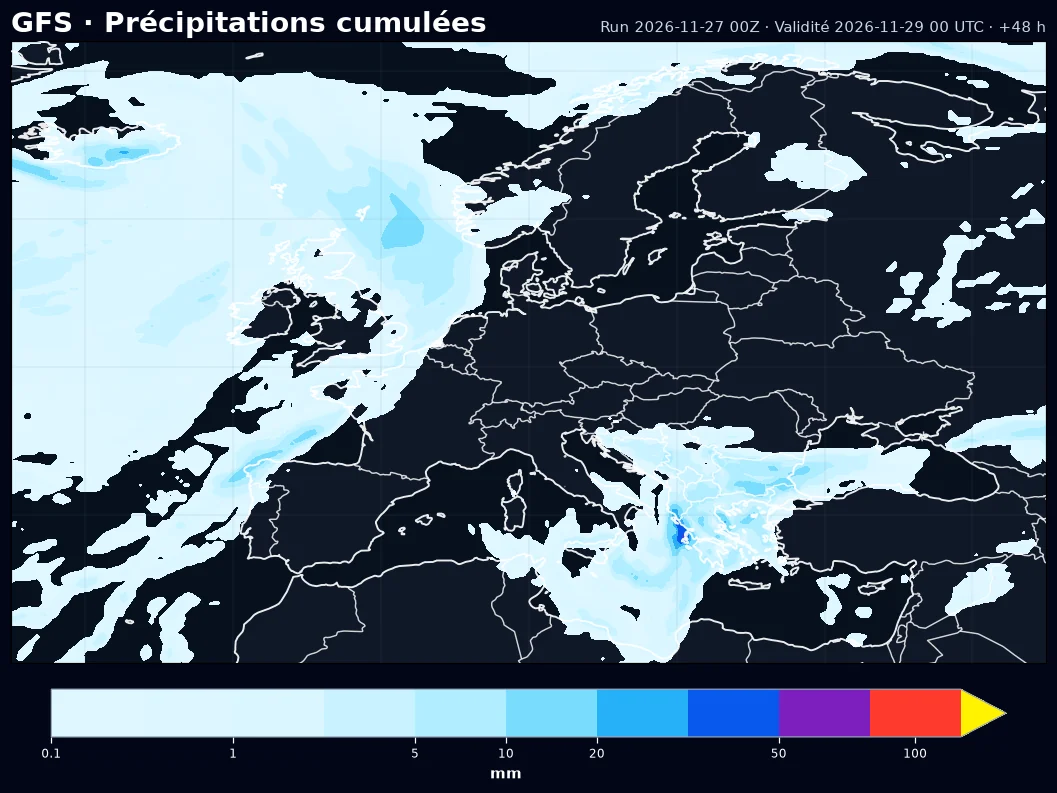 GFS · Précipitations cumulées
Run 2026-11-27 00Z · Validité 2026-11-29 00 UTC · +48 h
0.1 1 5 10 20 50 100
mm